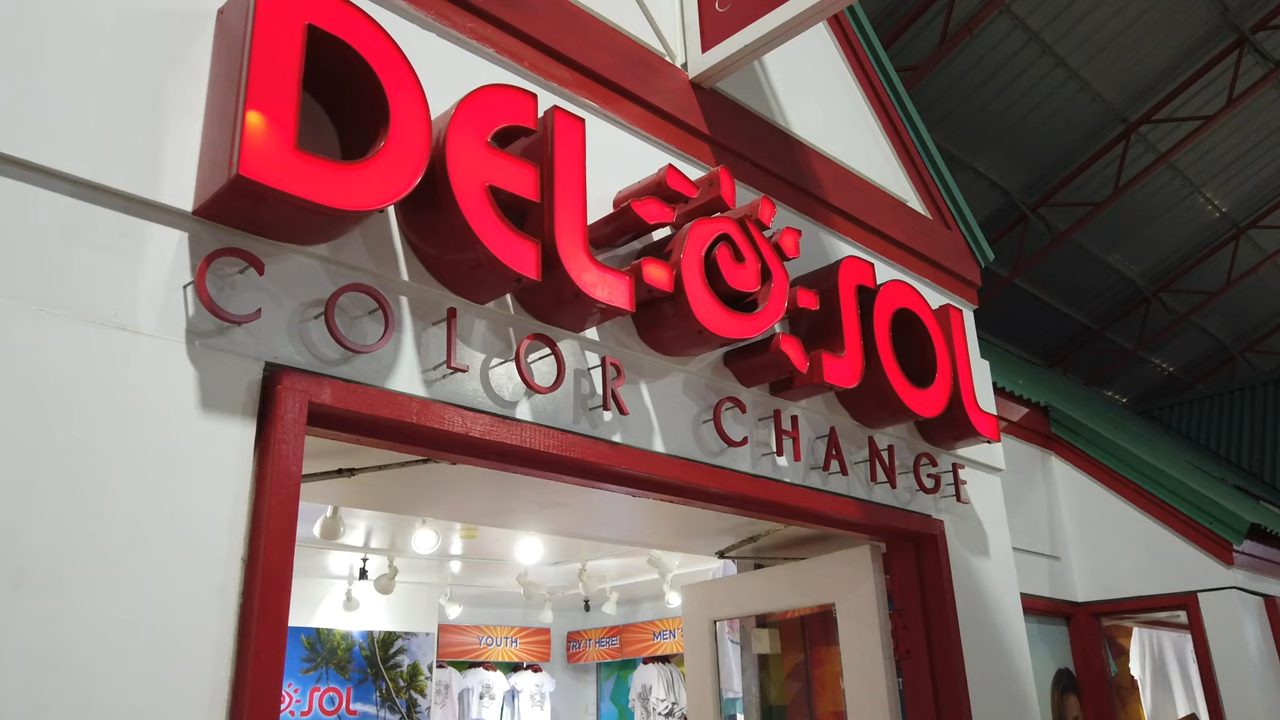 DEL SOL
COLOR CHANGE
YOUTH
TRY IT HERE!
MEN'S
SOL